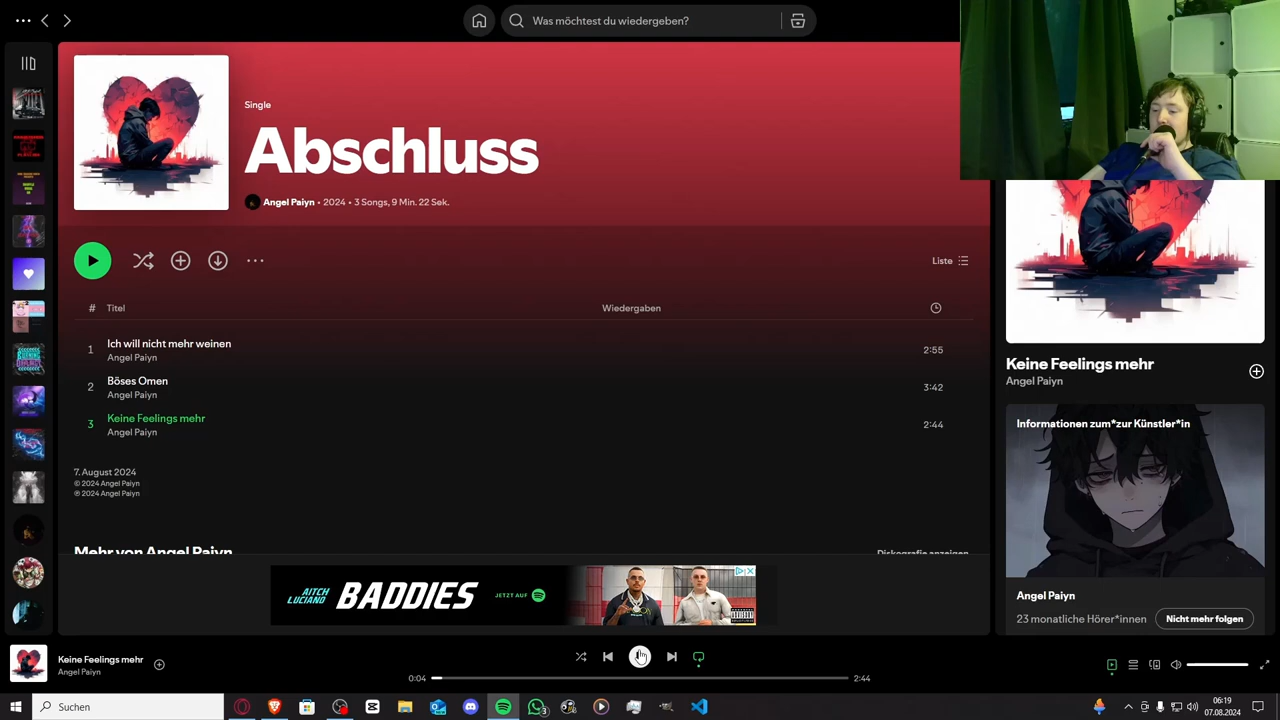 Was möchtest du wiedergeben?
Single
Abschluss
Angel Paiyn • 2024 • 3 Songs, 9 Min. 22 Sek.
Liste
# Titel Wiedergaben
1 Ich will nicht mehr weinen 2:55
Angel Paiyn
2 Böses Omen 3:42
Angel Paiyn
3 Keine Feelings mehr 2:44
Angel Paiyn
7. August 2024
© 2024 Angel Paiyn
℗ 2024 Angel Paiyn
Mehr von Angel Paiyn Diskografie anzeigen
AITCH
LUCIANO
BADDIES
JETZT AUF
Keine Feelings mehr
Angel Paiyn
Informationen zum*zur Künstler*in
Angel Paiyn
23 monatliche Hörer*innen
Nicht mehr folgen
Keine Feelings mehr
Angel Paiyn
0:04 2:44
Suchen
3
06:19
07.08.2024